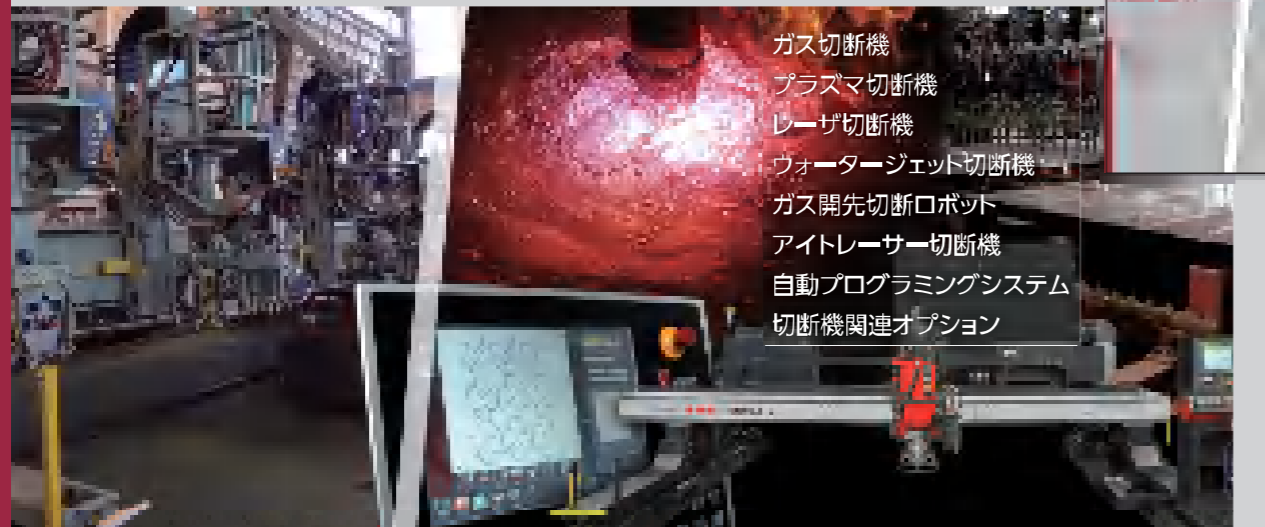 ガス切断機
プラズマ切断機
レーザ切断機
ウォータージェット切断機
ガス開先切断ロボット
アイトレーサー切断機
自動プログラミングシステム
切断機関連オプション